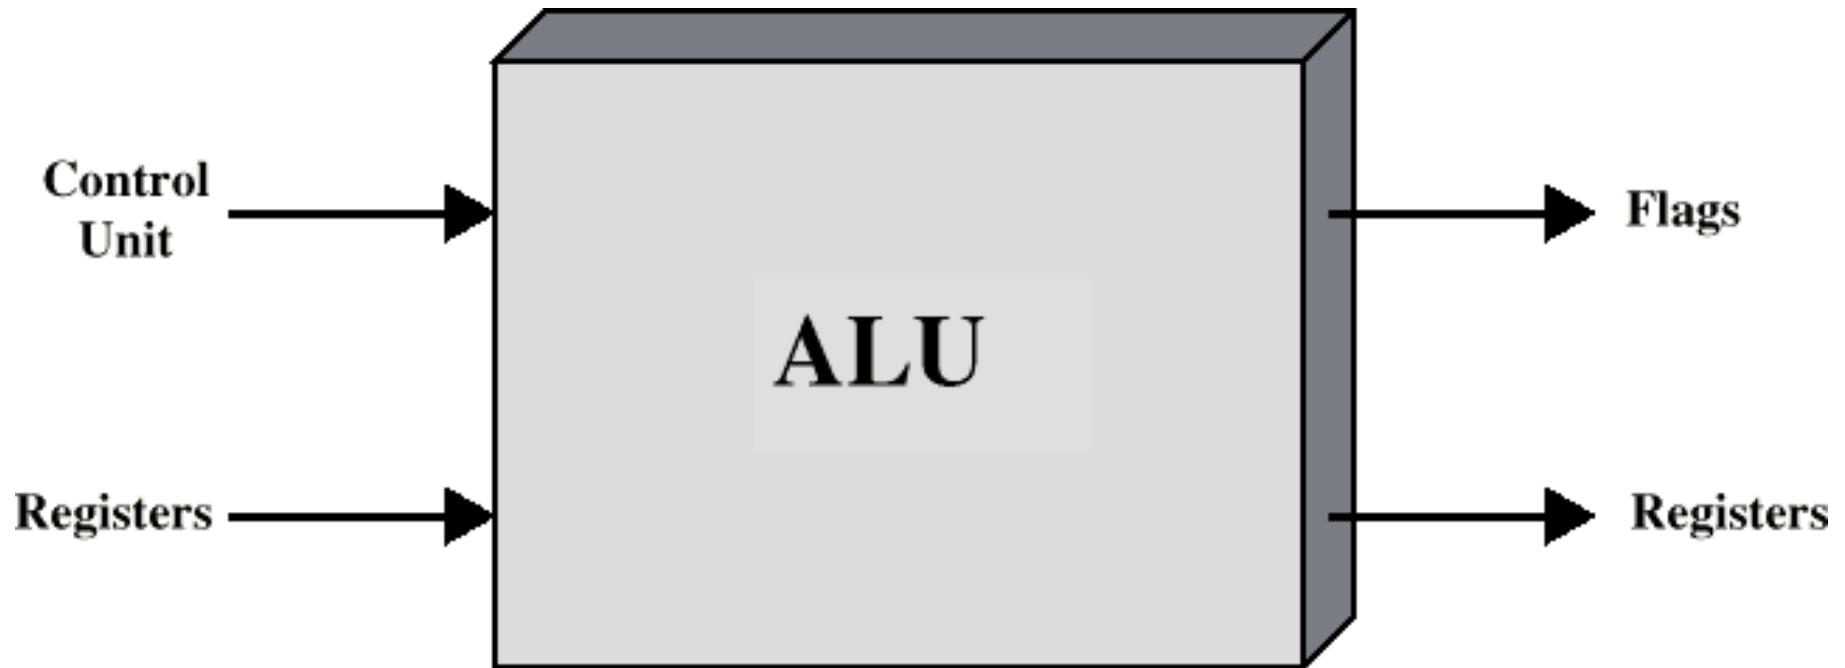 Control
Unit
Flags
ALU
Registers
Registers